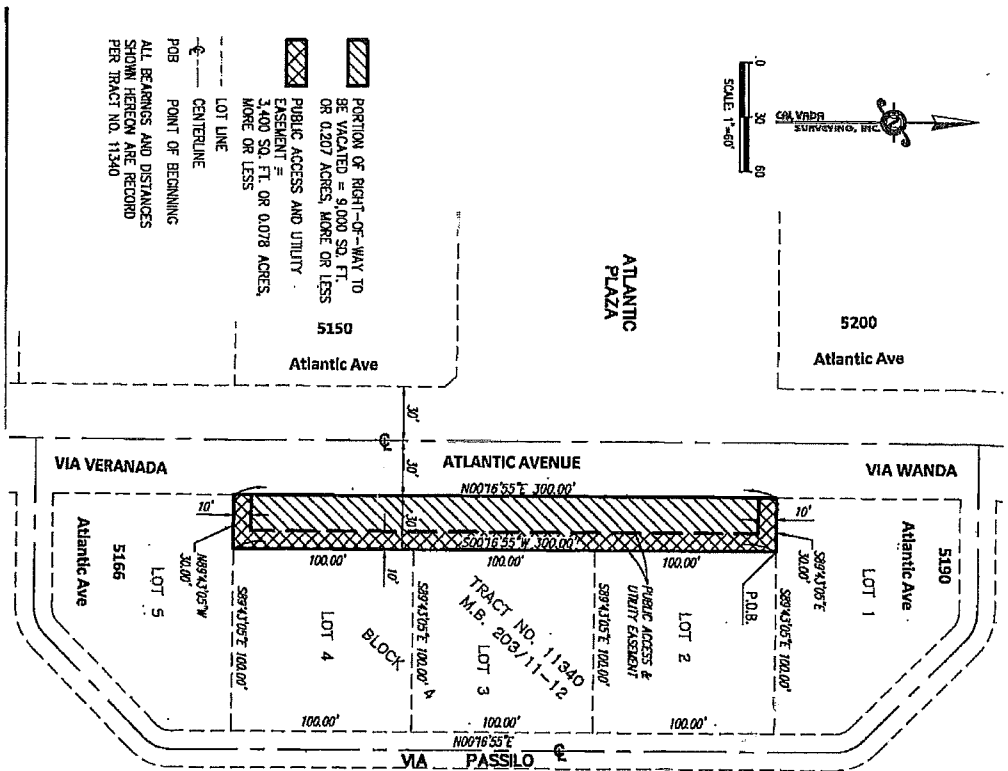 CAL VADA
SURVEYING, INC.
0 30 60
SCALE: 1"=60'
PORTION OF RIGHT-OF-WAY TO
BE VACATED = 9,000 SQ. FT.
OR 0.207 ACRES, MORE OR LESS
PUBLIC ACCESS AND UTILITY
EASEMENT =
3,400 SQ. FT. OR 0.078 ACRES,
MORE OR LESS
LOT LINE
CENTERLINE
POB POINT OF BEGINNING
ALL BEARINGS AND DISTANCES
SHOWN HEREON ARE RECORD
PER TRACT NO. 11340
ATLANTIC
PLAZA
5150
Atlantic Ave
5200
Atlantic Ave
30'
30'
30'
VIA VERANADA
ATLANTIC AVENUE
VIA WANDA
N00°16'55"E 300.00'
S00°16'55"W 300.00'
10'
10'
10'
N89°43'05"W
30.00'
S89°43'05"E
30.00'
100.00'
100.00'
100.00'
P.O.B.
PUBLIC ACCESS &
UTILITY EASEMENT
5166
Atlantic Ave
LOT 5
5190
Atlantic Ave
LOT 1
S89°43'05"E 100.00'
S89°43'05"E 100.00'
S89°43'05"E 100.00'
S89°43'05"E 100.00'
LOT 4
BLOCK 4
TRACT NO. 11340
M.B. 203/11-12
LOT 3
LOT 2
100.00'
100.00'
100.00'
N00°16'55"E
VIA PASSILO